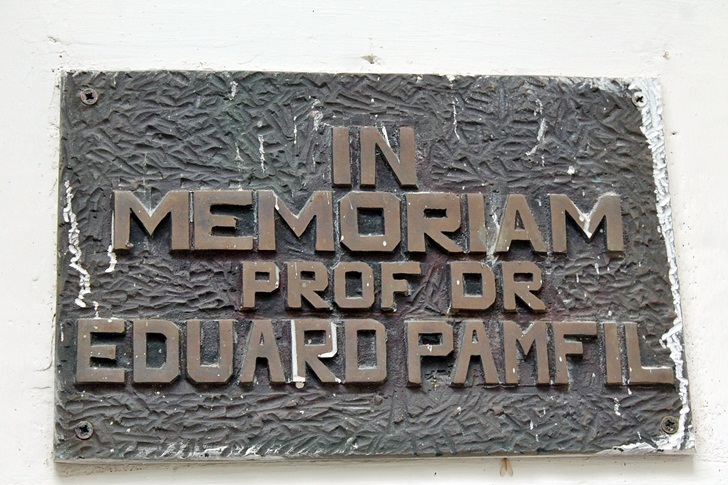 IN
MEMORIAM
PROF DR
EDUARD PAMFIL